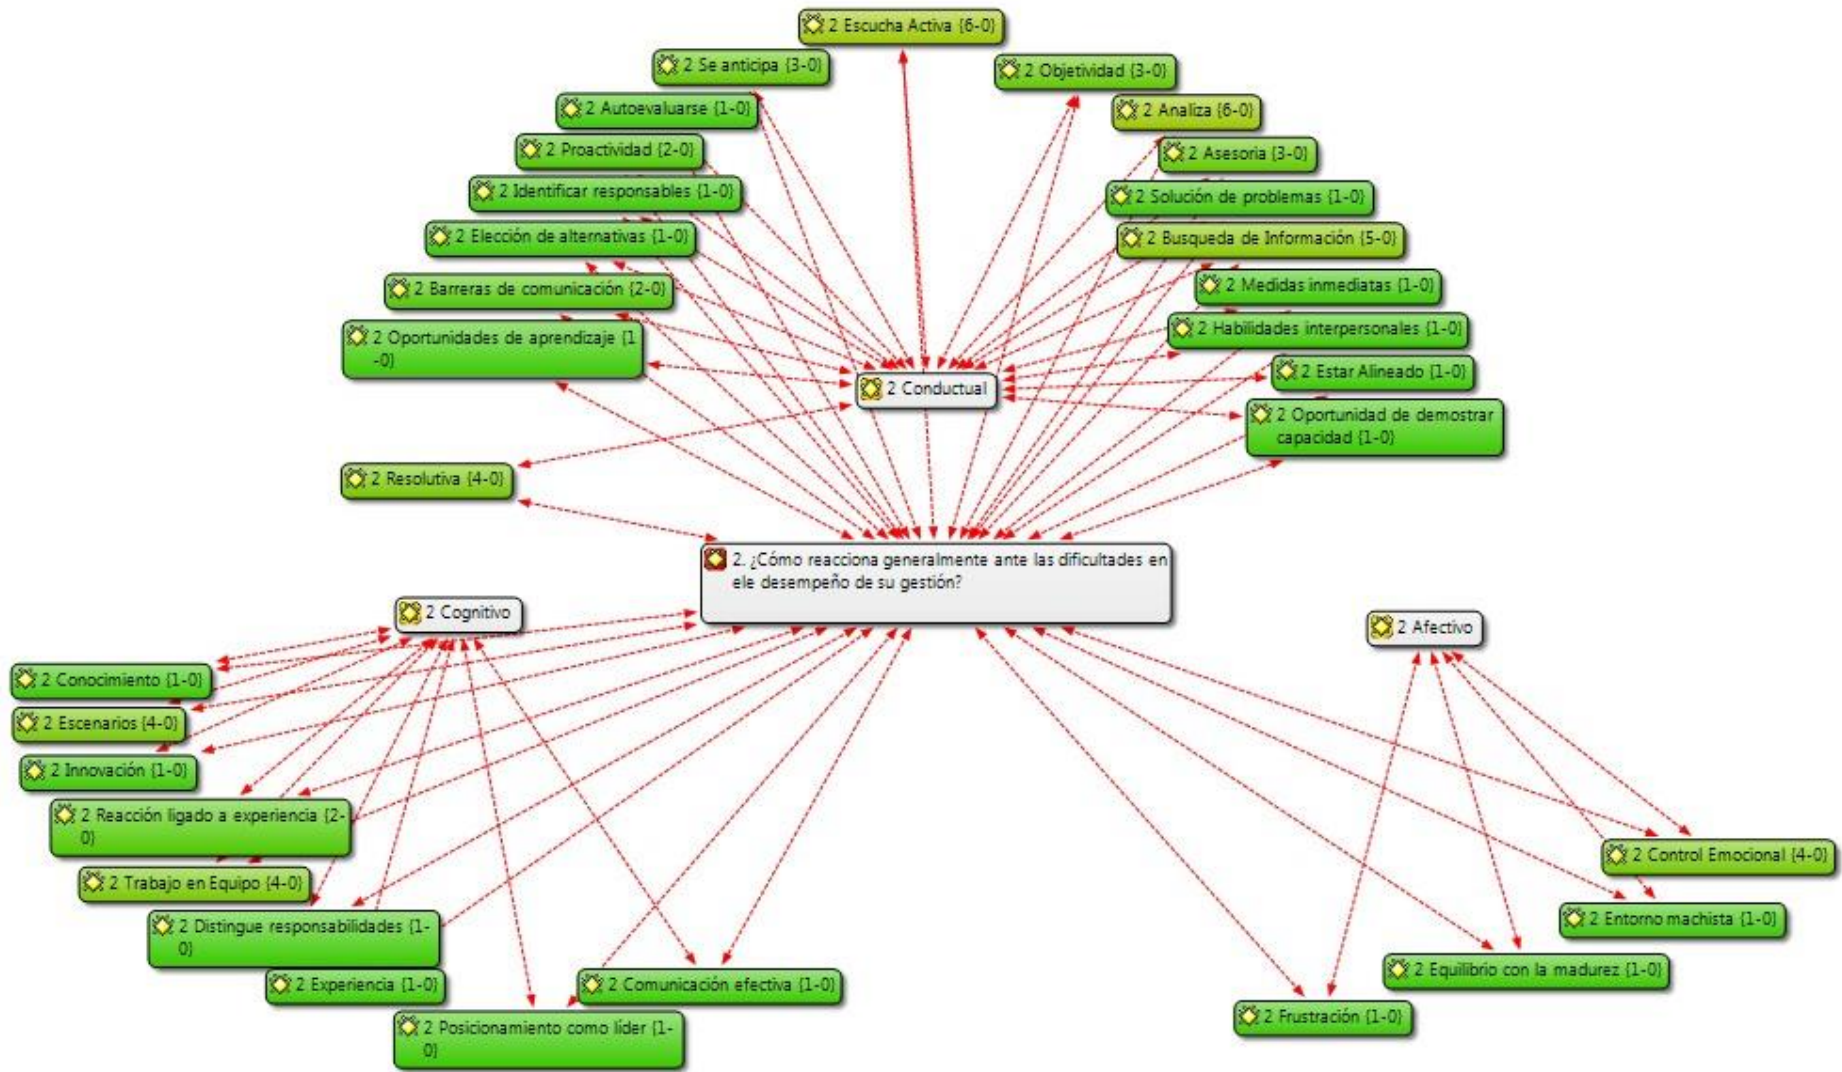 2 Escucha Activa {6-0}
2 Se anticipa {3-0}
2 Objetividad {3-0}
2 Autoevaluarse {1-0}
2 Analiza {6-0}
2 Proactividad {2-0}
2 Asesoria {3-0}
2 Identificar responsables {1-0}
2 Solución de problemas {1-0}
2 Elección de alternativas {1-0}
2 Busqueda de Información {5-0}
2 Barreras de comunicación {2-0}
2 Medidas inmediatas {1-0}
2 Oportunidades de aprendizaje {1
-0}
2 Habilidades interpersonales {1-0}
2 Estar Alineado {1-0}
2 Conductual
2 Oportunidad de demostrar
capacidad {1-0}
2 Resolutiva {4-0}
2. ¿Cómo reacciona generalmente ante las dificultades en
ele desempeño de su gestión?
2 Cognitivo
2 Afectivo
2 Conocimiento {1-0}
2 Escenarios {4-0}
2 Innovación {1-0}
2 Reacción ligado a experiencia {2-
0}
2 Control Emocional {4-0}
2 Trabajo en Equipo {4-0}
2 Entorno machista {1-0}
2 Distingue responsabilidades {1-
0}
2 Equilibrio con la madurez {1-0}
2 Experiencia {1-0}
2 Comunicación efectiva {1-0}
2 Frustración {1-0}
2 Posicionamiento como líder {1-
0}